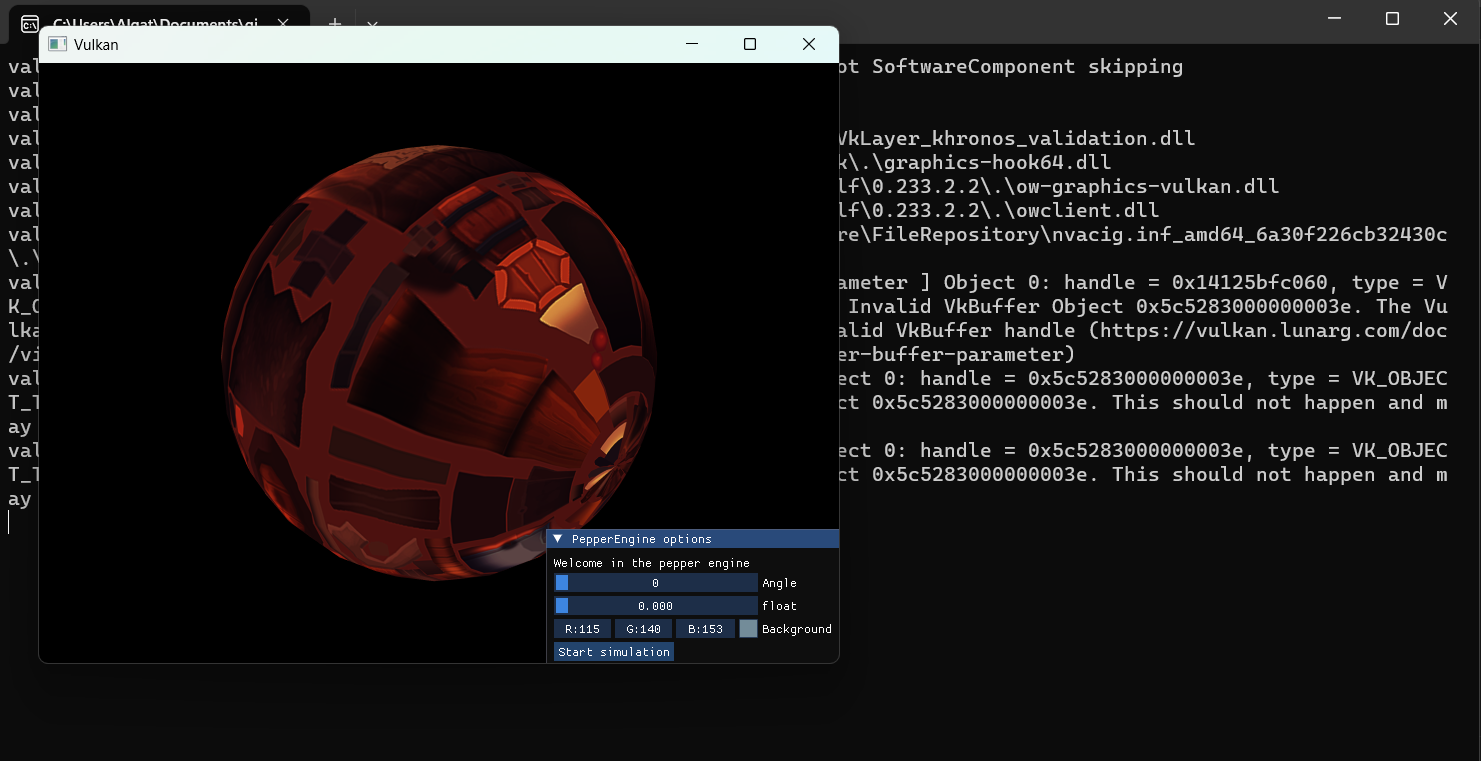 C:\Users\Algat\Documents\gi
Vulkan
val ot SoftwareComponent skipping
val
val
val VkLayer_khronos_validation.dll
val k\.\graphics-hook64.dll
val lf\0.233.2.2\.\ow-graphics-vulkan.dll
val lf\0.233.2.2\.\owclient.dll
val re\FileRepository\nvacig.inf_amd64_6a30f226cb32430c
\.\
val ameter ] Object 0: handle = 0x14125bfc060, type = V
K_O Invalid VkBuffer Object 0x5c5283000000003e. The Vu
lka alid VkBuffer handle (https://vulkan.lunarg.com/doc
/vi er-buffer-parameter)
val ect 0: handle = 0x5c5283000000003e, type = VK_OBJEC
T_T ct 0x5c5283000000003e. This should not happen and m
ay
val ect 0: handle = 0x5c5283000000003e, type = VK_OBJEC
T_T ct 0x5c5283000000003e. This should not happen and m
ay
PepperEngine options
Welcome in the pepper engine
0 Angle
0.000 float
R:115 G:140 B:153 Background
Start simulation